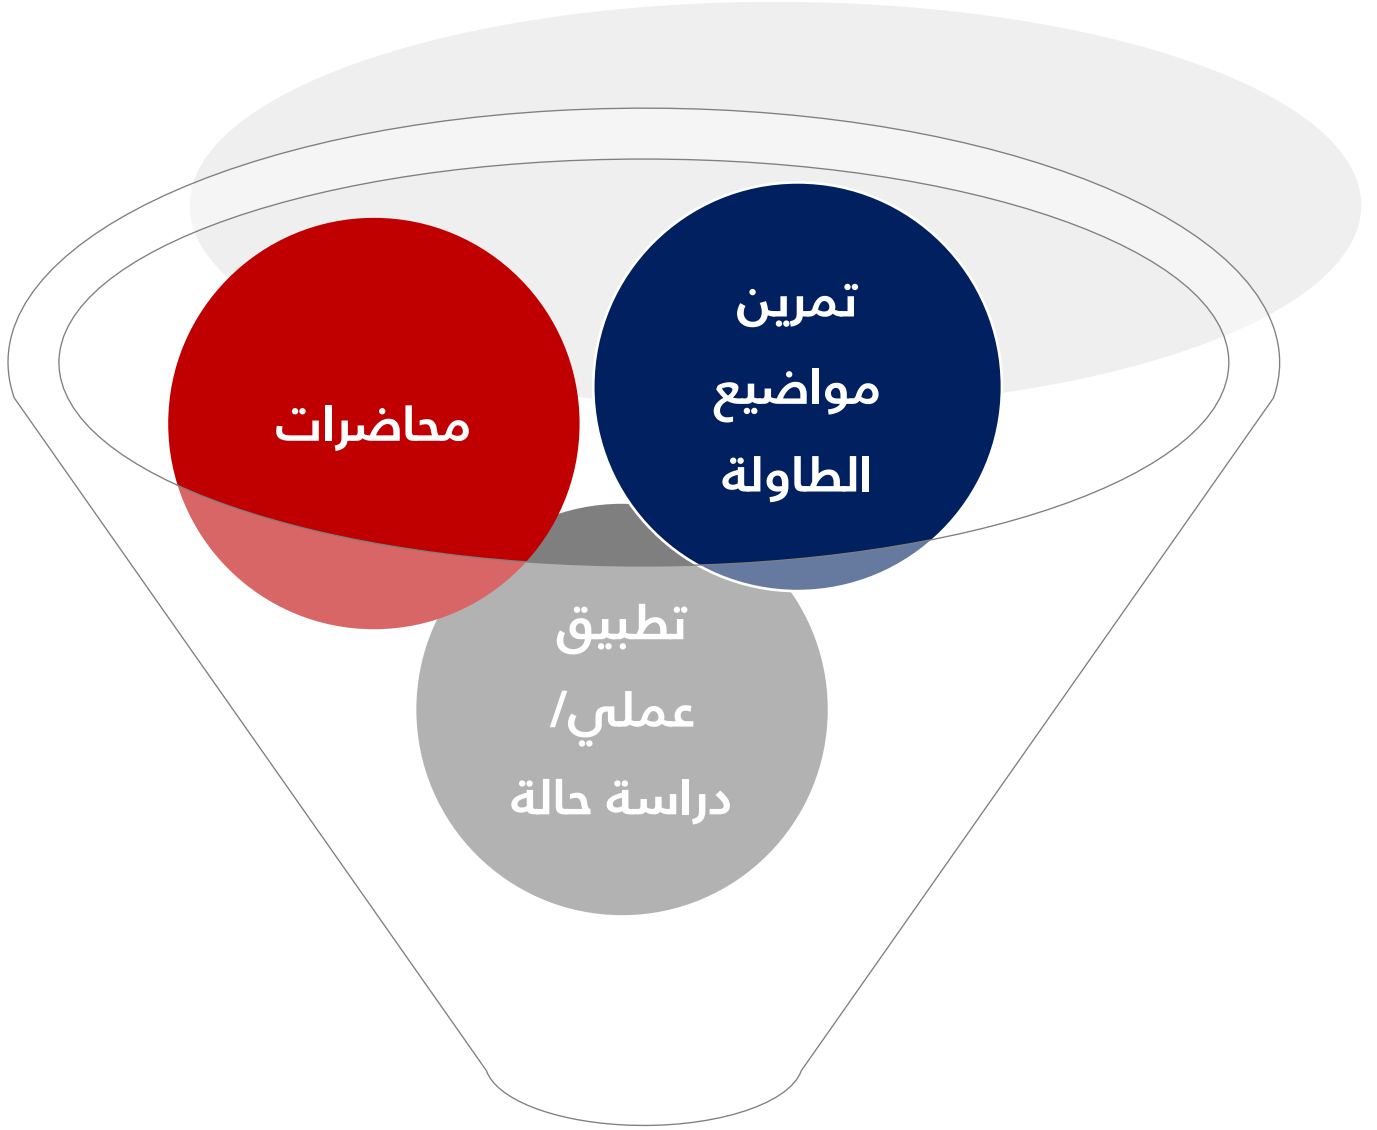 تمرين
مواضيع
الطاولة
محاضرات
تطبيق
عملي/
دراسة حالة